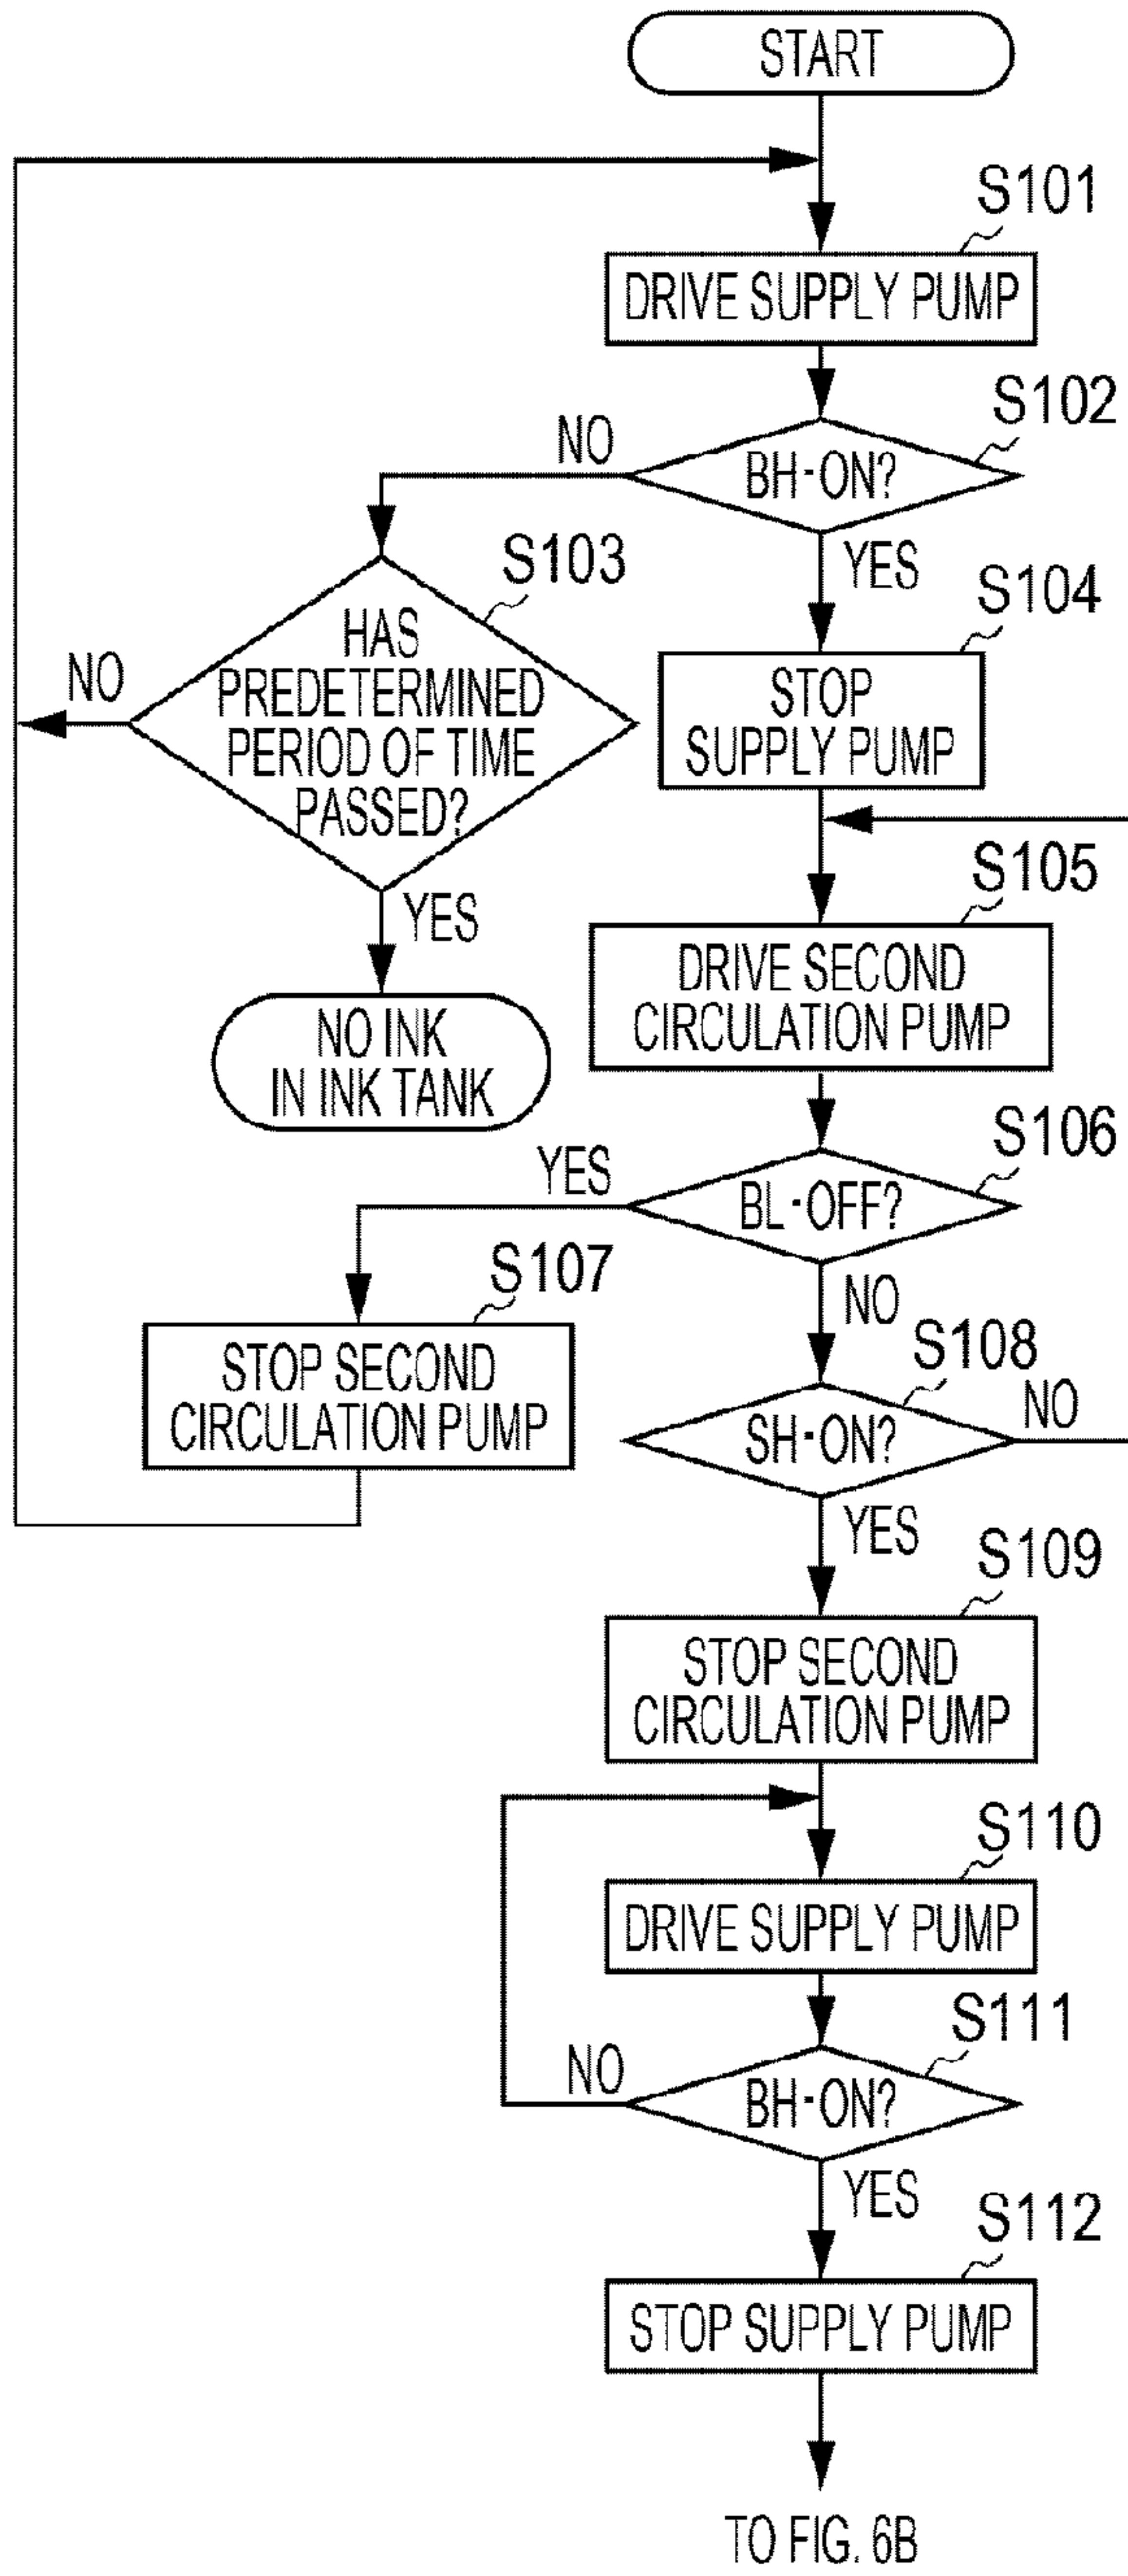 START
S101
DRIVE SUPPLY PUMP
S102
NO
BH-ON?
YES
S103
HAS
PREDETERMINED
PERIOD OF TIME
PASSED?
NO
S104
STOP
SUPPLY PUMP
YES
NO INK
IN INK TANK
S105
DRIVE SECOND
CIRCULATION PUMP
S106
YES
BL-OFF?
NO
S107
STOP SECOND
CIRCULATION PUMP
S108
SH-ON?
NO
YES
S109
STOP SECOND
CIRCULATION PUMP
S110
DRIVE SUPPLY PUMP
S111
NO
BH-ON?
YES
S112
STOP SUPPLY PUMP
TO FIG. 6B